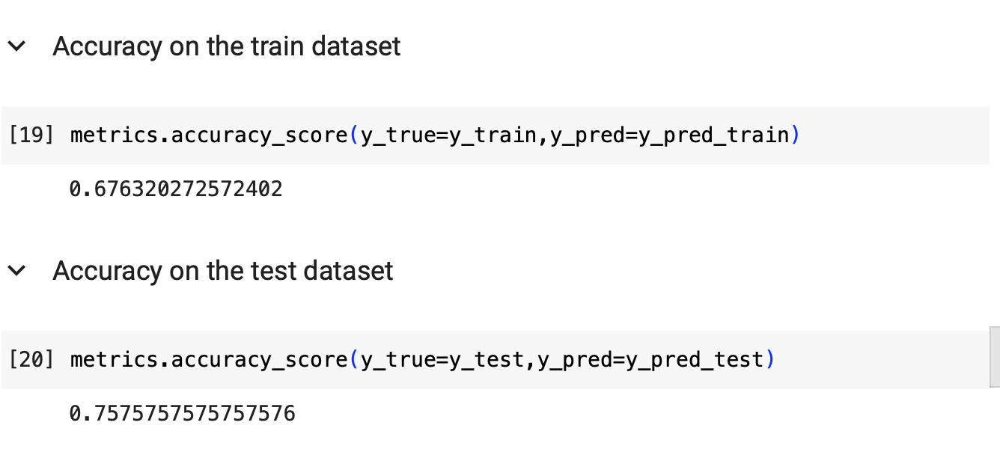 Accuracy on the train dataset
[19] metrics.accuracy_score(y_true=y_train,y_pred=y_pred_train)
0.676320272572402
Accuracy on the test dataset
[20] metrics.accuracy_score(y_true=y_test,y_pred=y_pred_test)
0.7575757575757576